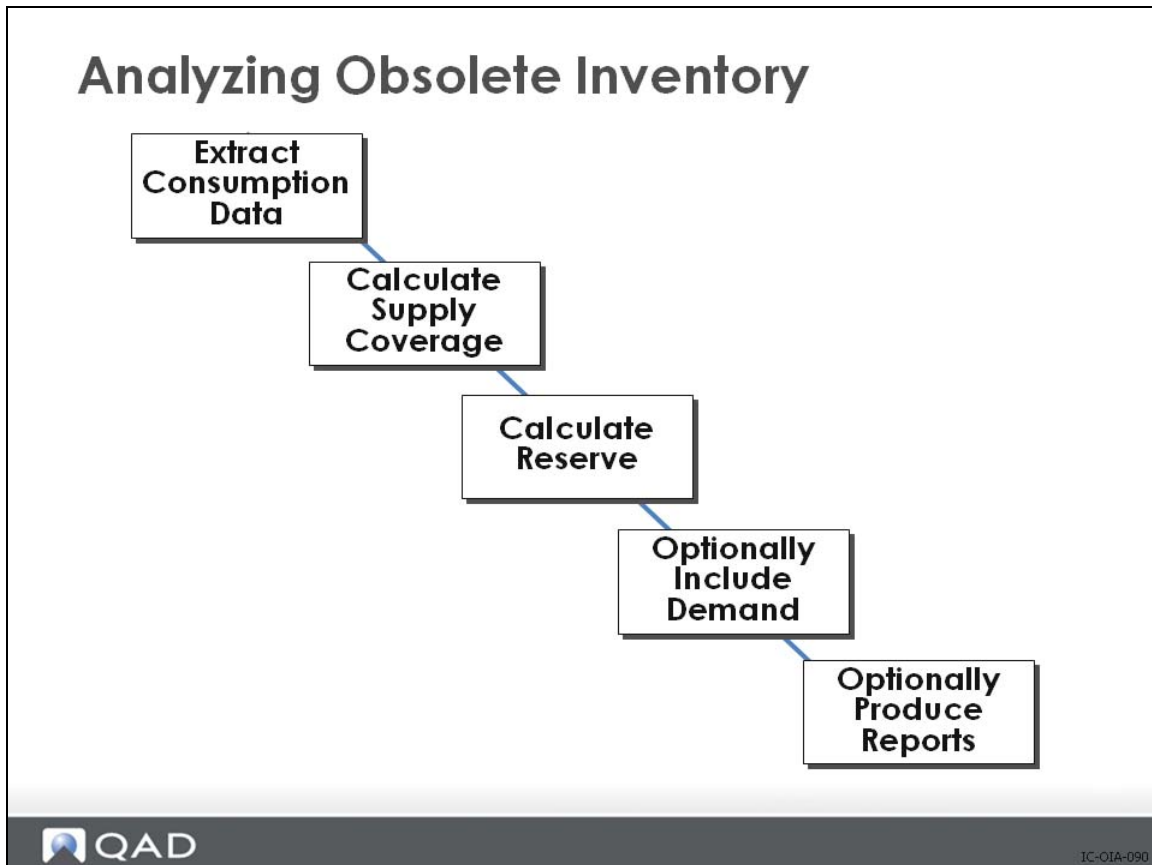 Analyzing Obsolete Inventory
Extract
Consumption
Data
Calculate
Supply
Coverage
Calculate
Reserve
Optionally
Include
Demand
Optionally
Produce
Reports
QAD
IC-OIA-090